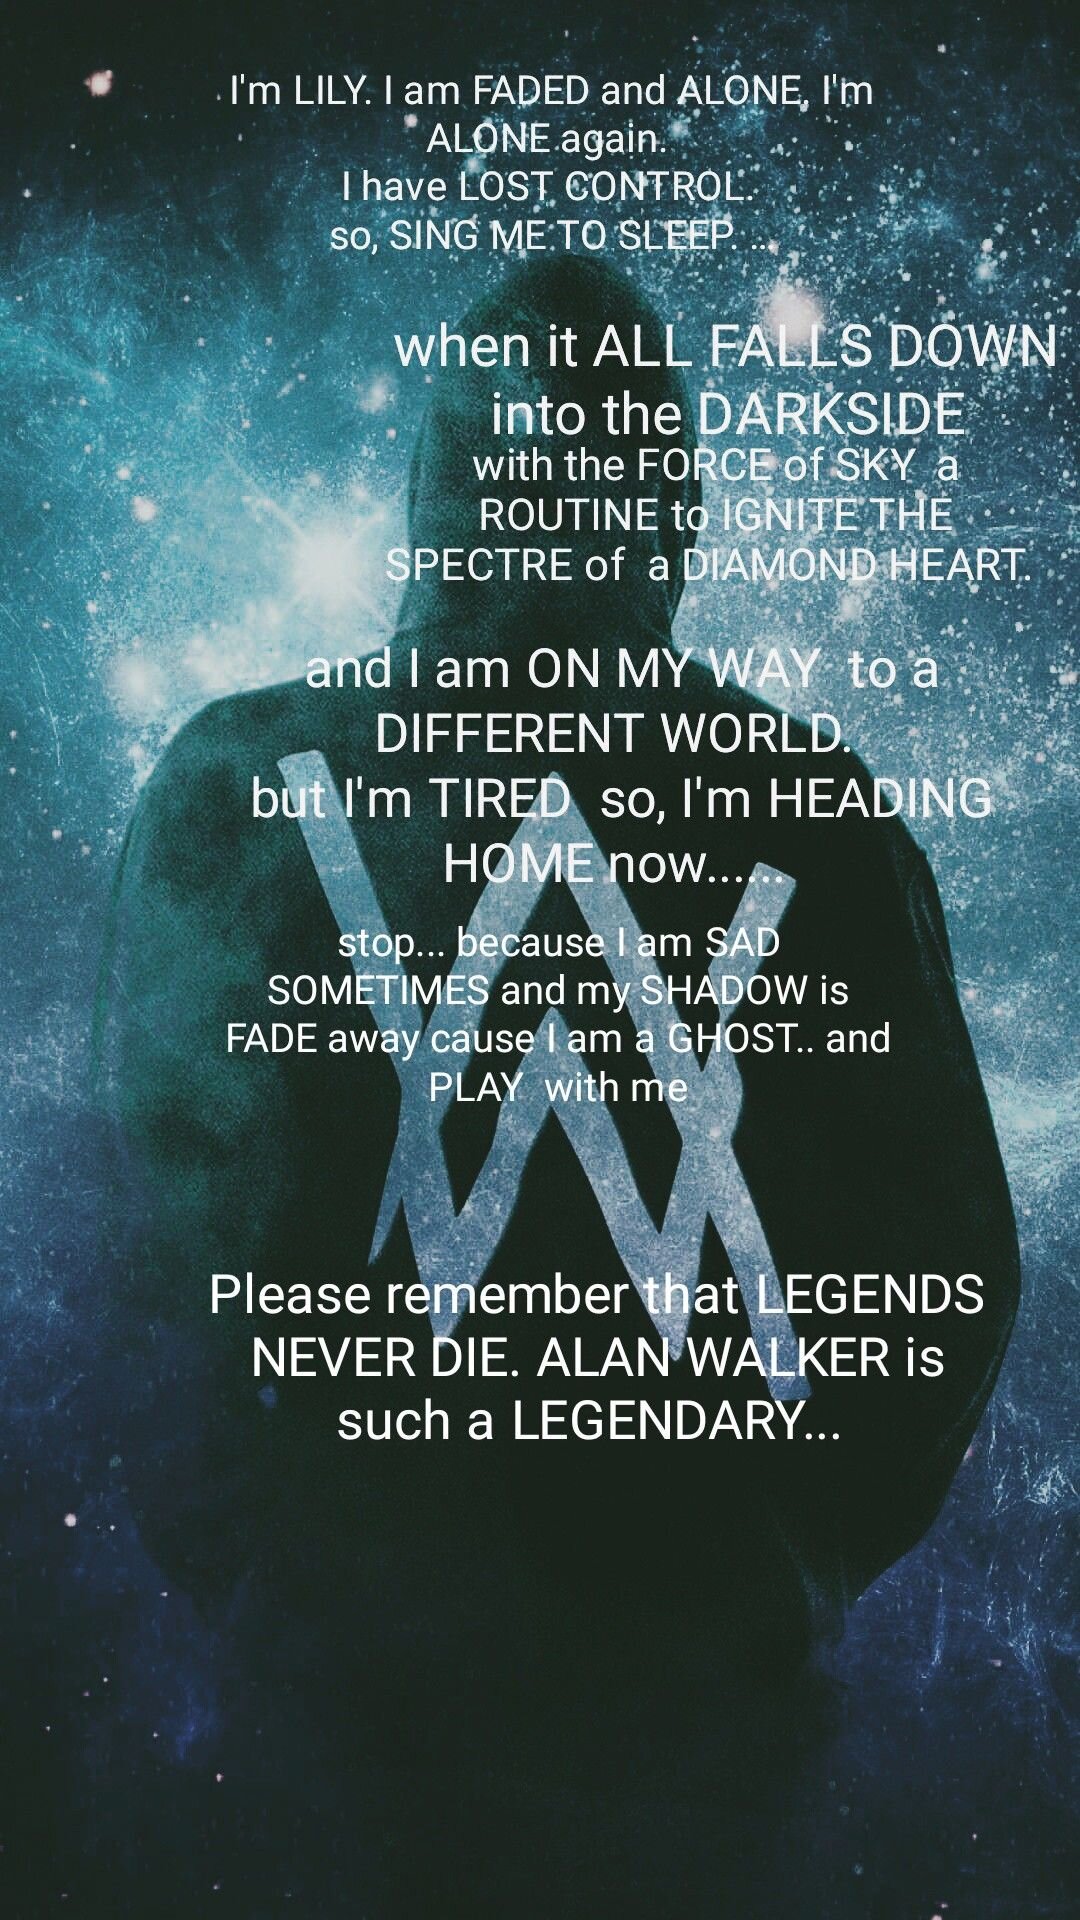 I'm LILY. I am FADED and ALONE, I'm
ALONE again.
I have LOST CONTROL.
so, SING ME TO SLEEP. ...
when it ALL FALLS DOWN
into the DARKSIDE
with the FORCE of SKY a
ROUTINE to IGNITE THE
SPECTRE of a DIAMOND HEART.
and I am ON MY WAY to a
DIFFERENT WORLD.
but I'm TIRED so, I'm HEADING
HOME now......
stop... because I am SAD
SOMETIMES and my SHADOW is
FADE away cause I am a GHOST.. and
PLAY with me
Please remember that LEGENDS
NEVER DIE. ALAN WALKER is
such a LEGENDARY...